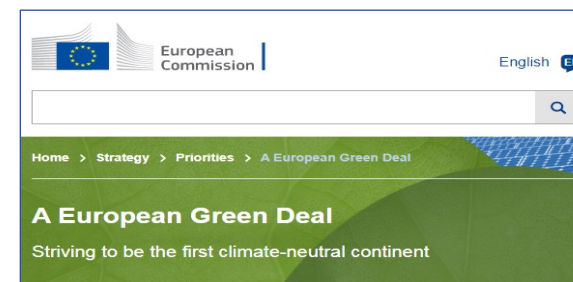 European
Commission
English
Home > Strategy > Priorities > A European Green Deal
A European Green Deal
Striving to be the first climate-neutral continent